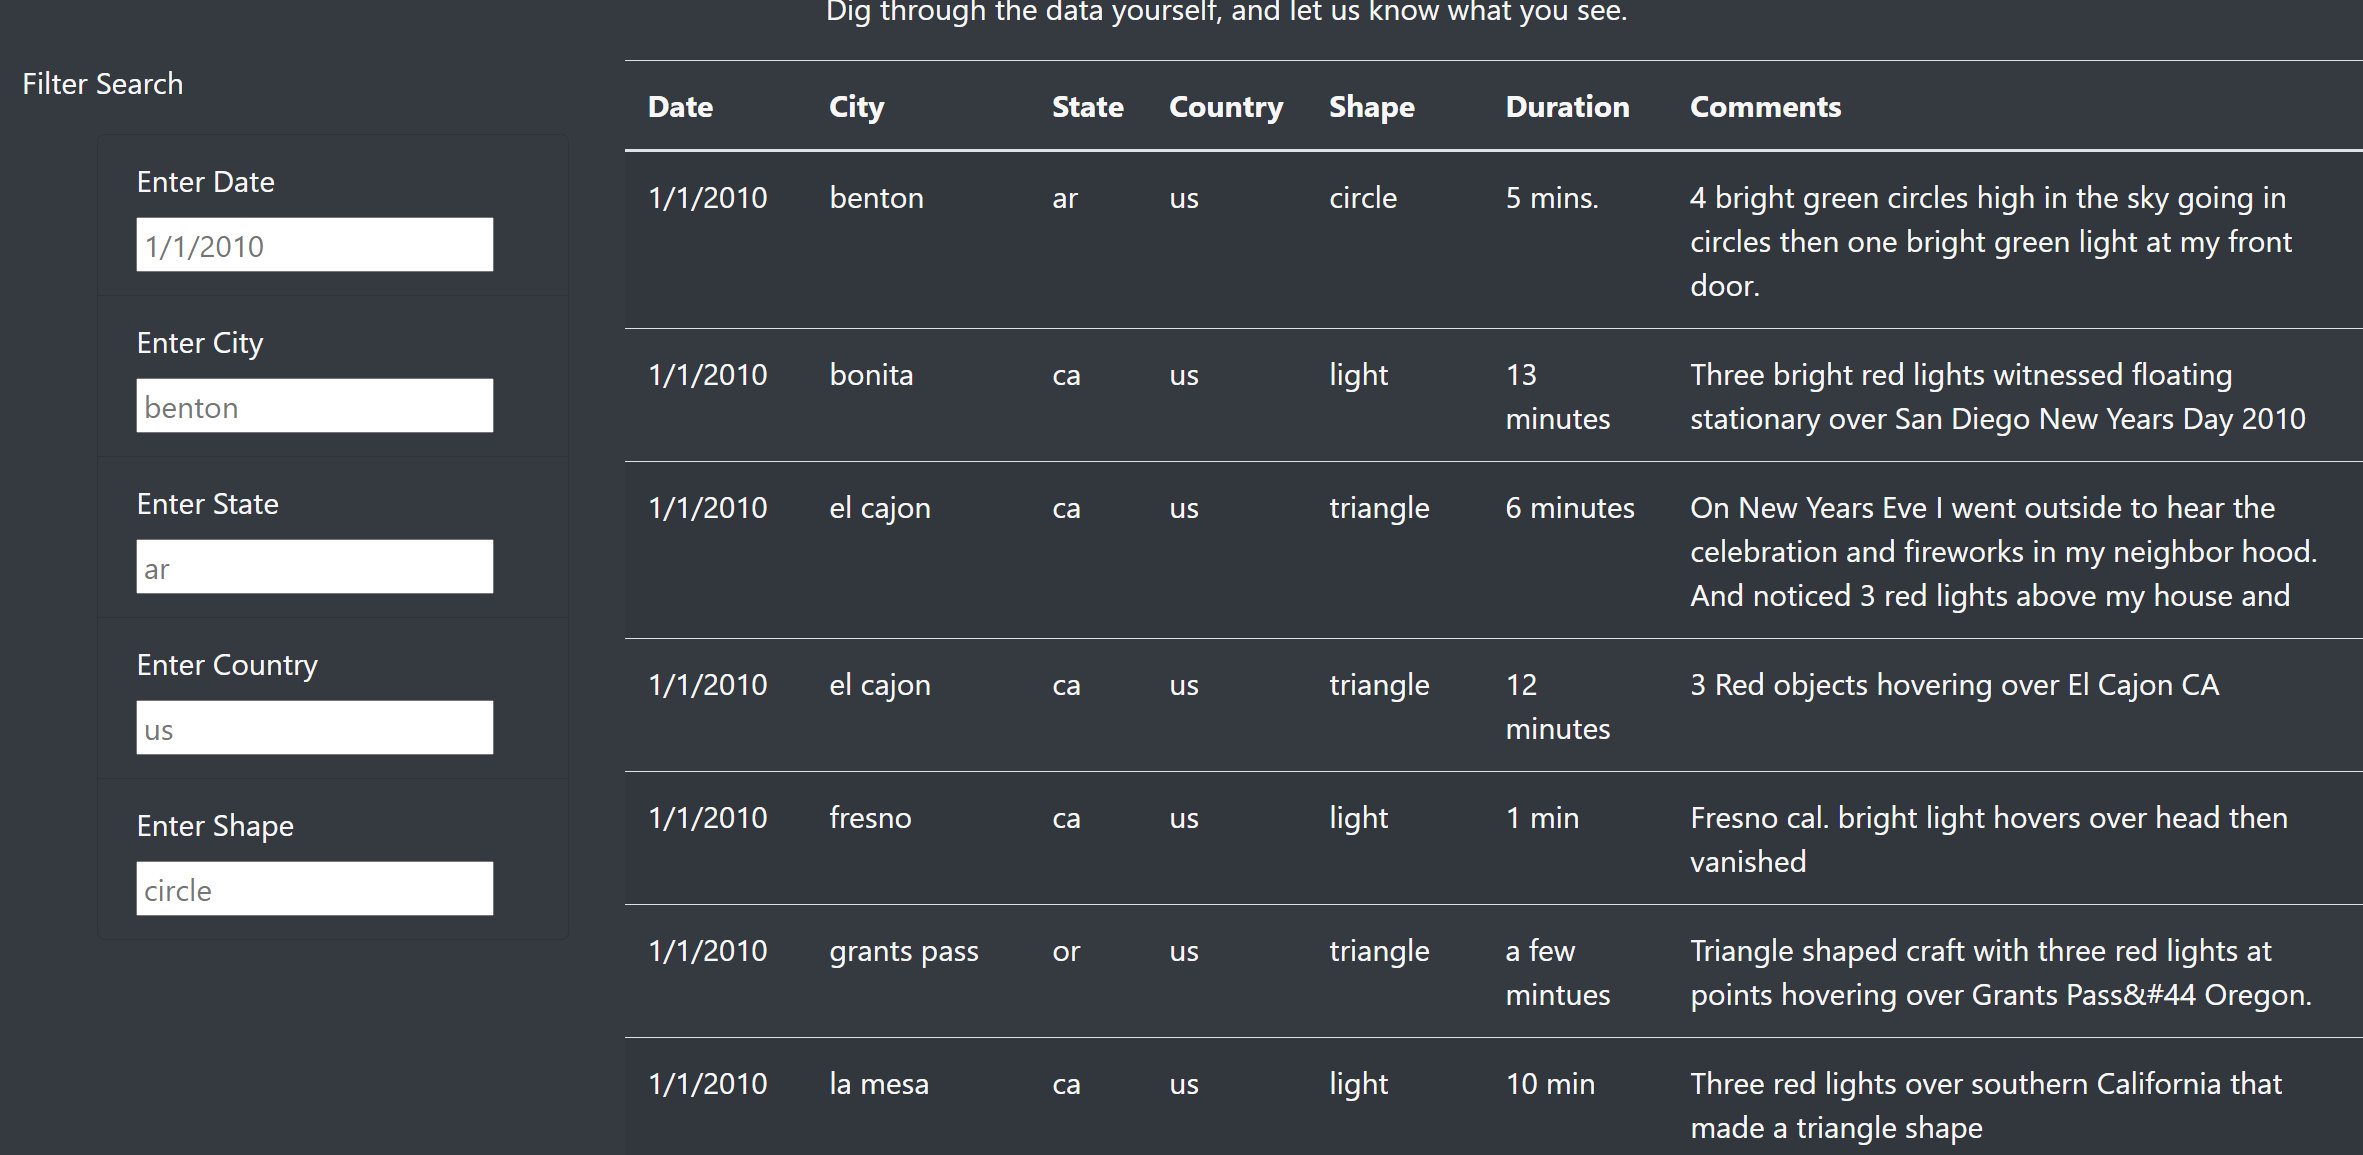 Dig through the data yourself, and let us know what you see.
Filter Search
Enter Date
1/1/2010
Enter City
benton
Enter State
ar
Enter Country
us
Enter Shape
circle
Date City State Country Shape Duration Comments
1/1/2010 benton ar us circle 5 mins. 4 bright green circles high in the sky going in
circles then one bright green light at my front
door.
1/1/2010 bonita ca us light 13 Three bright red lights witnessed floating
minutes stationary over San Diego New Years Day 2010
1/1/2010 el cajon ca us triangle 6 minutes On New Years Eve I went outside to hear the
celebration and fireworks in my neighbor hood.
And noticed 3 red lights above my house and
1/1/2010 el cajon ca us triangle 12 3 Red objects hovering over El Cajon CA
minutes
1/1/2010 fresno ca us light 1 min Fresno cal. bright light hovers over head then
vanished
1/1/2010 grants pass or us triangle a few Triangle shaped craft with three red lights at
mintues points hovering over Grants Pass&#44 Oregon.
1/1/2010 la mesa ca us light 10 min Three red lights over southern California that
made a triangle shape